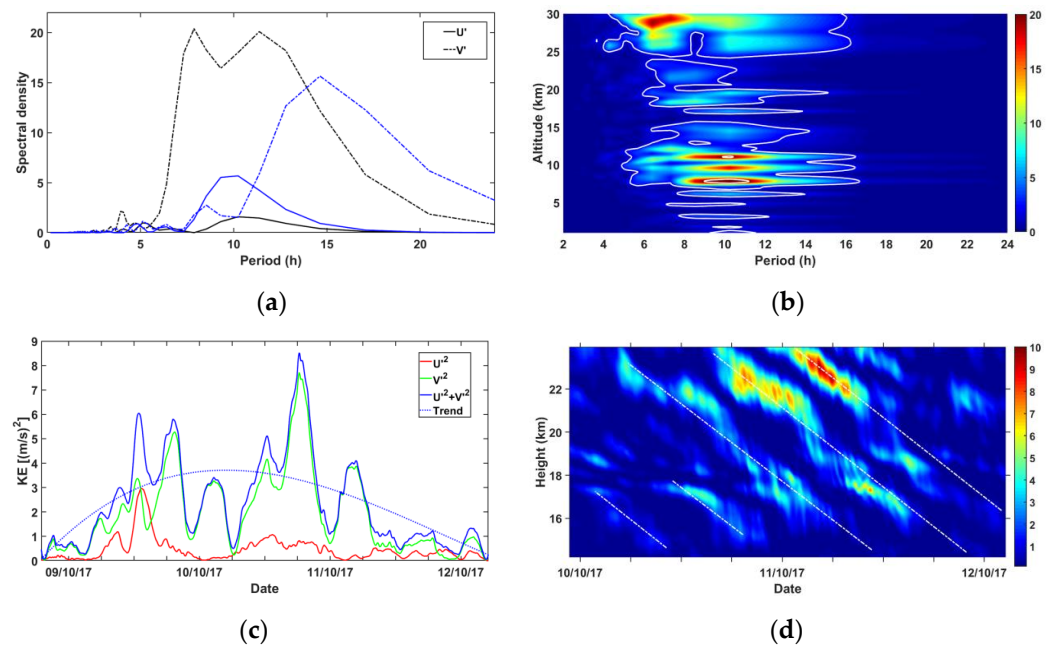 20
15
10
5
0
Spectral density
U'
V'
0 5 10 15 20
Period (h)
(a)
30
25
20
15
10
5
Altitude (km)
2 4 6 8 10 12 14 16 18 20 22 24
Period (h)
20
15
10
5
0
(b)
9
8
7
6
5
4
3
2
1
0
KE [(m/s)²]
U'²
V'²
U'²+V'²
Trend
09/10/17 10/10/17 11/10/17 12/10/17
Date
(c)
22
20
18
16
Height (km)
10/10/17 11/10/17 12/10/17
Date
10
9
8
7
6
5
4
3
2
1
(d)